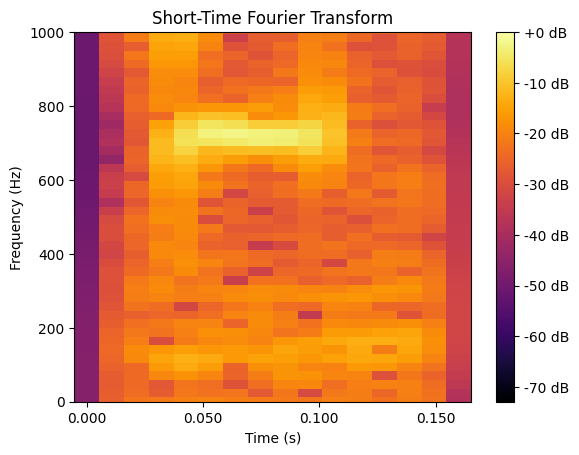 Short-Time Fourier Transform
1000
800
600
400
200
0
Frequency (Hz)
0.000
0.050
0.100
0.150
Time (s)
+0 dB
-10 dB
-20 dB
-30 dB
-40 dB
-50 dB
-60 dB
-70 dB